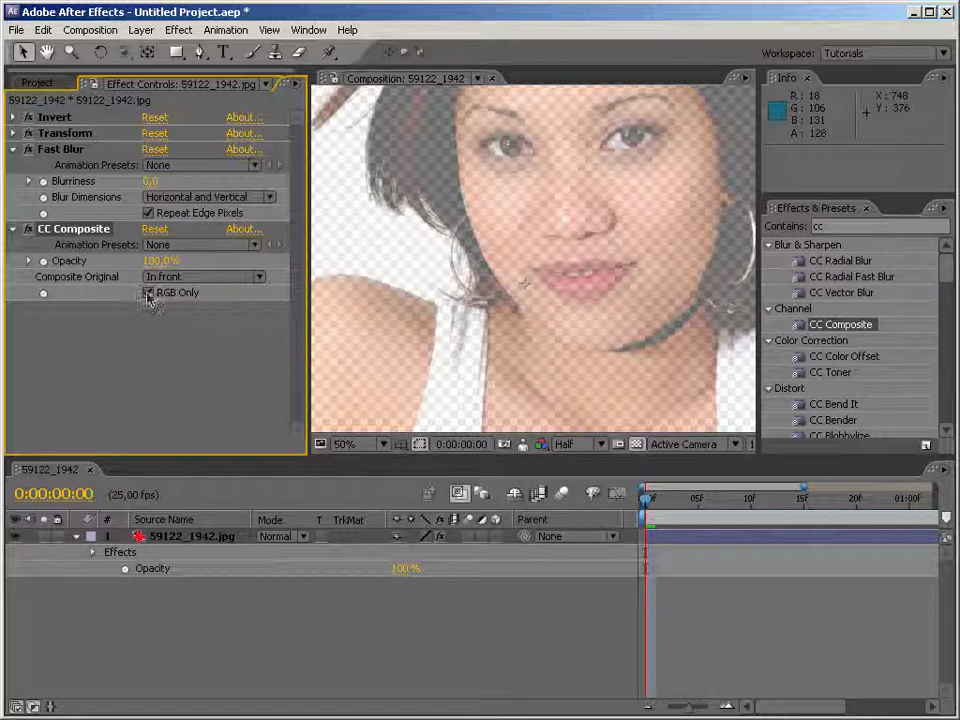 Adobe After Effects - Untitled Project.aep *
File Edit Composition Layer Effect Animation View Window Help
Workspace: Tutorials
Project
Effect Controls: 59122_1942.jpg
59122_1942 * 59122_1942.jpg
Invert Reset About...
Transform Reset About...
Fast Blur Reset About...
Animation Presets: None
Blurriness 0,0
Blur Dimensions Horizontal and Vertical
Repeat Edge Pixels
CC Composite Reset About...
Animation Presets: None
Opacity 100,0%
Composite Original In front
RGB Only
Composition: 59122_1942
50% 0:00:00:00 Half Active Camera 1
Info
R: 18 X: 748
G: 106 Y: 376
B: 131
A: 128
Effects & Presets
Contains: cc
Blur & Sharpen
CC Radial Blur
CC Radial Fast Blur
CC Vector Blur
Channel
CC Composite
Color Correction
CC Color Offset
CC Toner
Distort
CC Bend It
CC Bender
CC Blobbylize
59122_1942
0:00:00:00 (25,00 fps)
05F 10F 15F 20F 01:00F
# Source Name Mode T TrkMat Parent
1 59122_1942.jpg Normal None
Effects
Opacity 100%